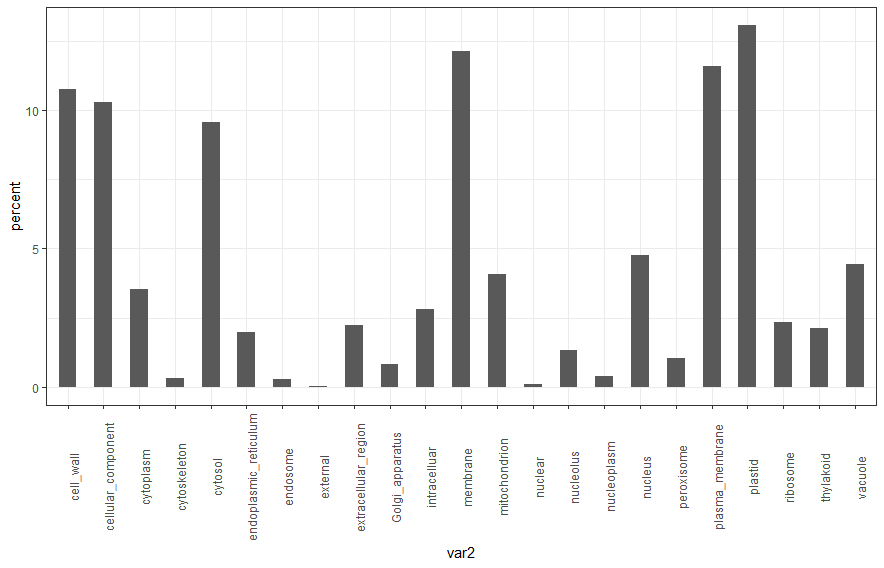 percent
10
5
0
cell_wall
cellular_component
cytoplasm
cytoskeleton
cytosol
endoplasmic_reticulum
endosome
external
extracellular_region
Golgi_apparatus
intracelluar
membrane
mitochondrion
nuclear
nucleolus
nucleoplasm
nucleus
peroxisome
plasma_membrane
plastid
ribosome
thylakoid
vacuole
var2